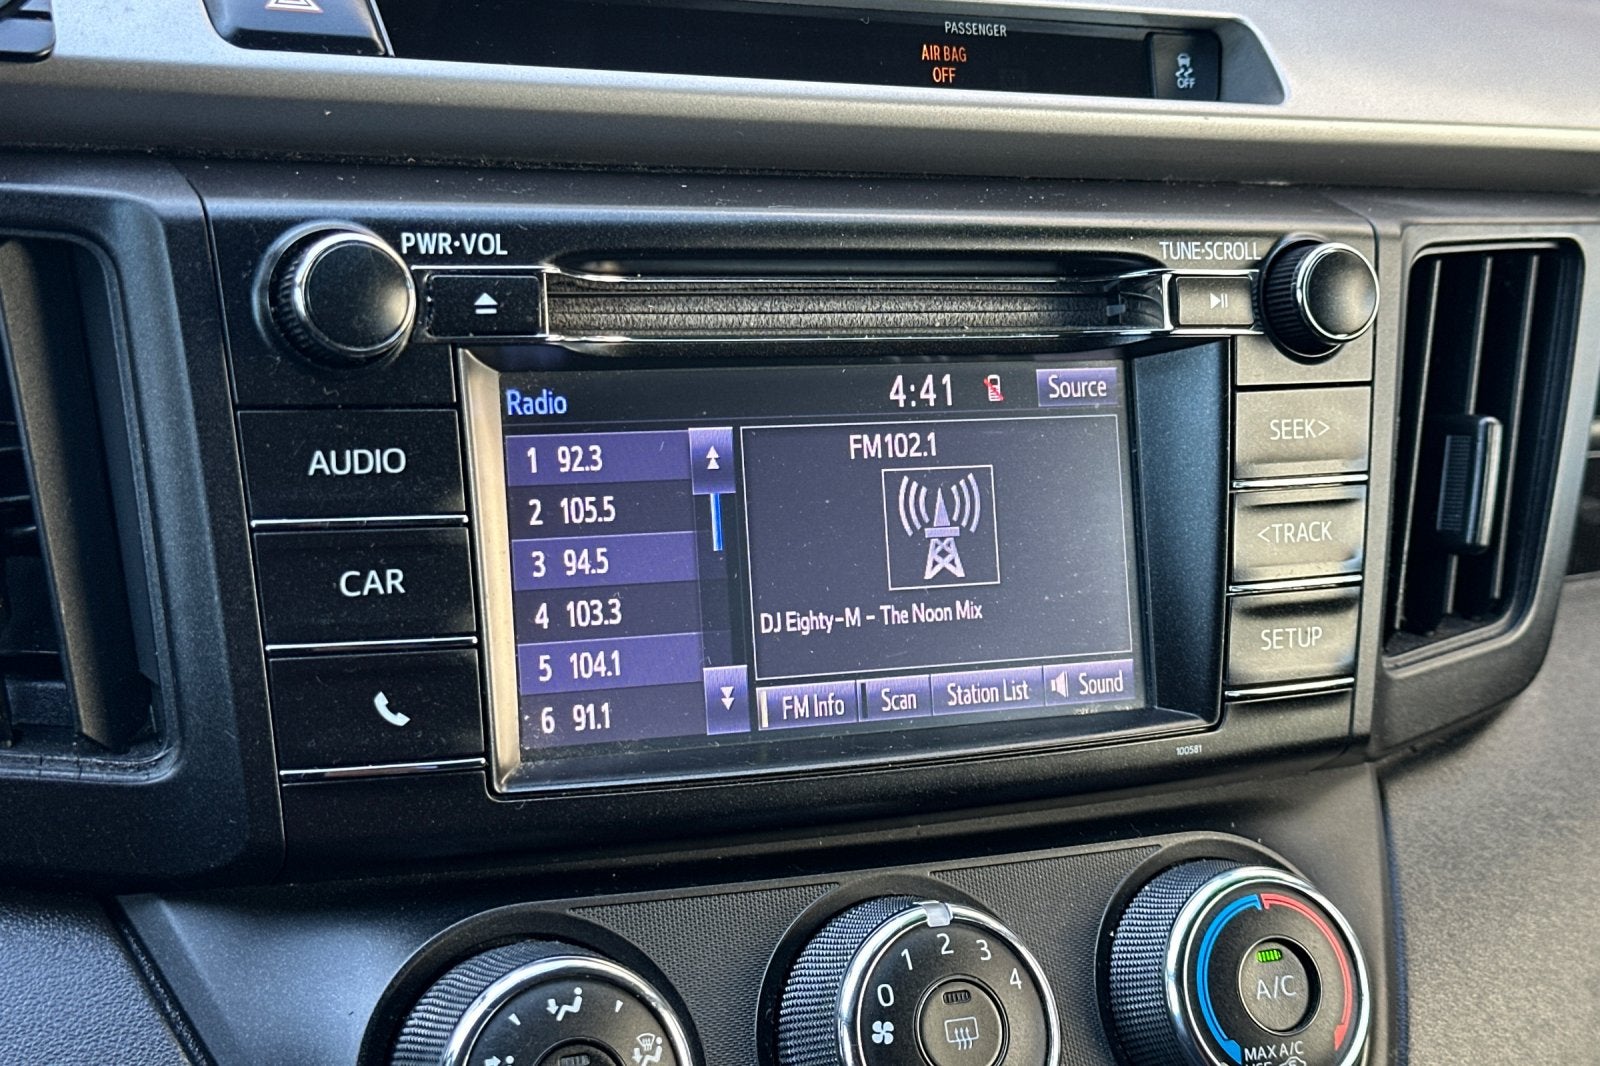 PASSENGER
AIR BAG
OFF
OFF
PWR·VOL
TUNE·SCROLL
Radio
4:41
Source
1 92.3
2 105.5
3 94.5
4 103.3
5 104.1
6 91.1
FM102.1
DJ Eighty-M - The Noon Mix
FM Info
Scan
Station List
Sound
AUDIO
CAR
SEEK>
<TRACK
SETUP
100581
0 1 2 3 4
A/C
MAX A/C